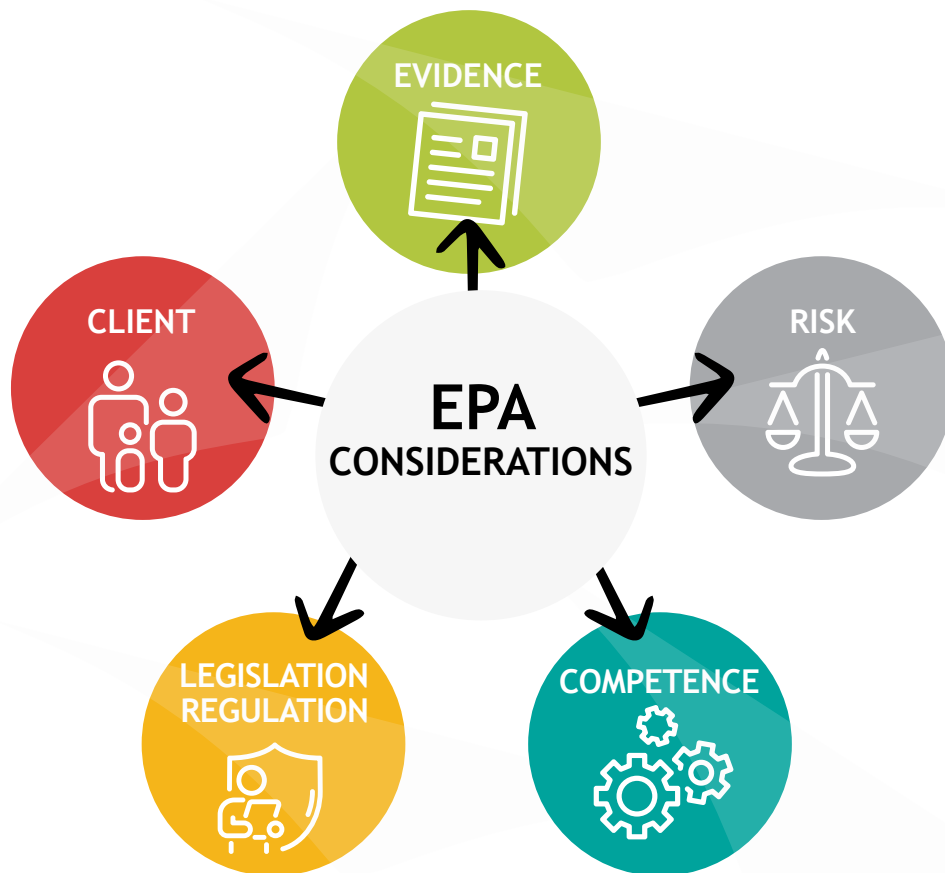 EVIDENCE
CLIENT
RISK
EPA
CONSIDERATIONS
LEGISLATION
REGULATION
COMPETENCE